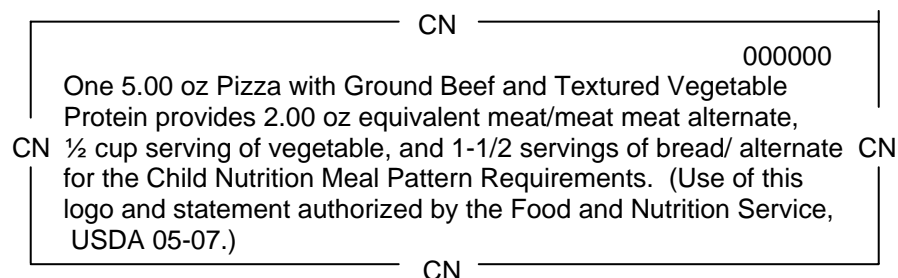 CN
000000
One 5.00 oz Pizza with Ground Beef and Textured Vegetable
Protein provides 2.00 oz equivalent meat/meat meat alternate,
CN ½ cup serving of vegetable, and 1-1/2 servings of bread/ alternate CN
for the Child Nutrition Meal Pattern Requirements. (Use of this
logo and statement authorized by the Food and Nutrition Service,
USDA 05-07.)
CN